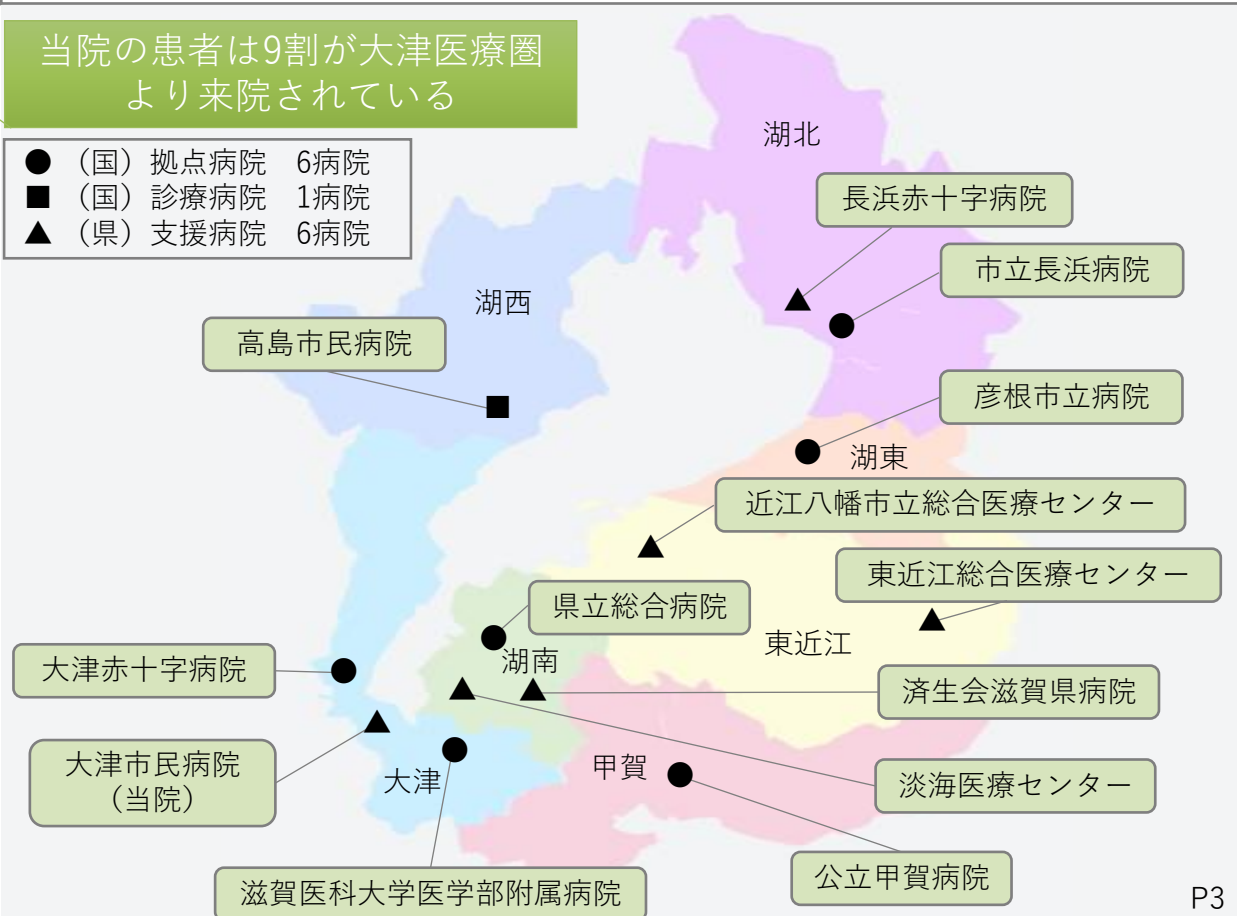 当院の患者は9割が大津医療圏
より来院されている
● （国）拠点病院 6病院
■ （国）診療病院 1病院
▲ （県）支援病院 6病院
湖北
長浜赤十字病院
市立長浜病院
湖西
高島市民病院
彦根市立病院
湖東
近江八幡市立総合医療センター
東近江総合医療センター
県立総合病院
東近江
湖南
大津赤十字病院
済生会滋賀県病院
大津市民病院
（当院）
大津
甲賀
淡海医療センター
公立甲賀病院
滋賀医科大学医学部附属病院
P3